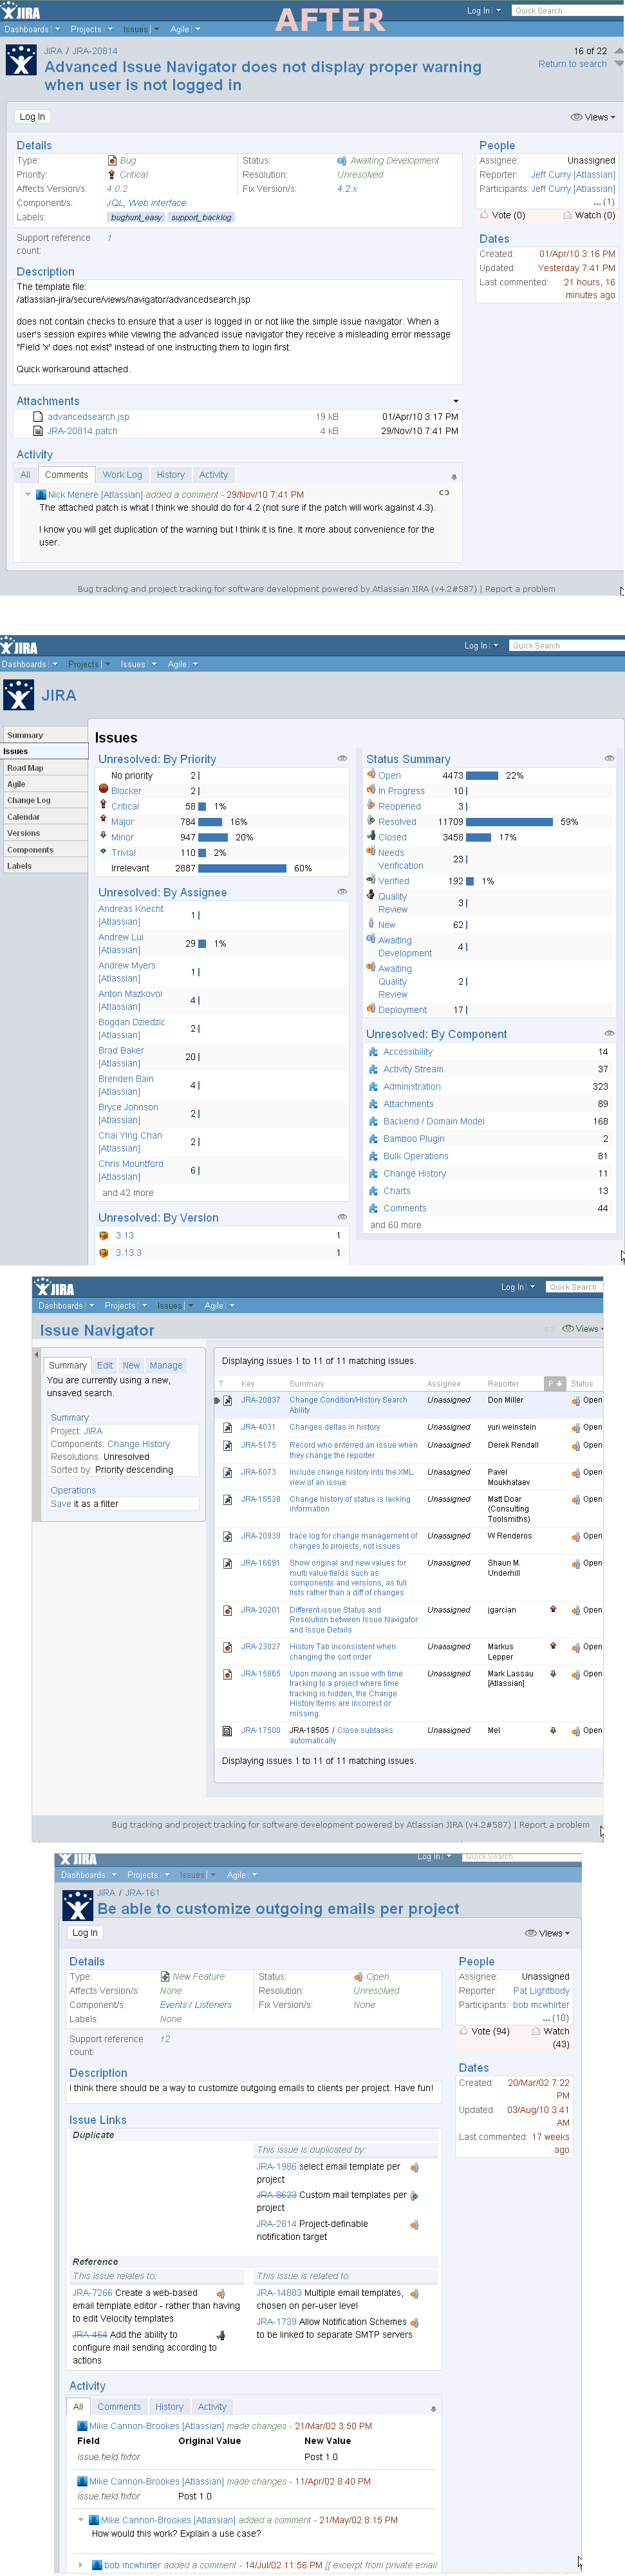 JIRA
AFTER
Log In
Quick Search
Dashboards Projects Issues Agile
JIRA / JRA-20814
16 of 22
Advanced Issue Navigator does not display proper warning
when user is not logged in
Return to search
Log In
Views
Details
People
Type: Bug Status: Awaiting Development
Assignee: Unassigned
Priority: Critical Resolution: Unresolved
Reporter: Jeff Curry [Atlassian]
Affects Version/s: 4.0.2 Fix Version/s: 4.2.x
Participants: Jeff Curry [Atlassian]
Component/s: JQL, Web interface
... (1)
Labels: bughunt_easy support_backlog
Vote (0) Watch (0)
Support reference 1
count:
Dates
Created: 01/Apr/10 3:16 PM
Updated: Yesterday 7:41 PM
Last commented: 21 hours, 16
minutes ago
Description
The template file:
/atlassian-jira/secure/views/navigator/advancedsearch.jsp
does not contain checks to ensure that a user is logged in or not like the simple issue navigator. When a
user's session expires while viewing the advanced issue navigator they receive a misleading error message
"Field 'x' does not exist" instead of one instructing them to login first.
Quick workaround attached.
Attachments
advancedsearch.jsp 19 kB 01/Apr/10 3:17 PM
JRA-20814.patch 4 kB 29/Nov/10 7:41 PM
Activity
All Comments Work Log History Activity
Nick Menere [Atlassian] added a comment - 29/Nov/10 7:41 PM
The attached patch is what I think we should do for 4.2 (not sure if the patch will work against 4.3).
I know you will get duplication of the warning but I think it is fine. It more convenience for the
user.
Bug tracking and project tracking for software development powered by Atlassian JIRA (v4.2#587) | Report a problem
JIRA
Log In
Quick Search
Dashboards Projects Issues Agile
JIRA
Summary
Issues
Road Map
Agile
Change Log
Calendar
Versions
Components
Labels
Issues
Unresolved: By Priority
No priority 2
Blocker 2
Critical 58 1%
Major 784 16%
Minor 947 20%
Trivial 110 2%
Irrelevant 2887 60%
Unresolved: By Assignee
Andreas Knecht
[Atlassian] 1
Andrew Lui
[Atlassian] 29 1%
Andrew Myers
[Atlassian] 1
Anton Mazkovoi
[Atlassian] 4
Bogdan Dziedzic
[Atlassian] 2
Brad Baker
[Atlassian] 20
Brenden Bain
[Atlassian] 4
Bryce Johnson
[Atlassian] 2
Chai Ying Chan
[Atlassian] 2
Chris Mountford
[Atlassian] 6
and 42 more
Unresolved: By Version
3.13 1
3.13.3 1
Status Summary
Open 4473 22%
In Progress 10
Reopened 3
Resolved 11709 59%
Closed 3458 17%
Needs
Verification 23
Verified 192 1%
Quality
Review 3
New 62
Awaiting
Development 4
Awaiting
Quality
Review 2
Deployment 17
Unresolved: By Component
Accessibility 14
Activity Stream 37
Administration 323
Attachments 89
Backend / Domain Model 168
Bamboo Plugin 2
Bulk Operations 81
Change History 11
Charts 13
Comments 44
and 60 more
JIRA
Log In
Quick Search
Dashboards Projects Issues Agile
Issue Navigator
Views
Summary Edit New Manage
You are currently using a new,
unsaved search.
Summary
Project: JIRA
Components: Change History
Resolutions: Unresolved
Sorted by: Priority descending
Operations
Save it as a filter
Displaying issues 1 to 11 of 11 matching issues.
T Key Summary Assignee Reporter P Status
JRA-20037 Change Condition/History Search Unassigned Don Miller Open
Ability
JRA-4031 Changes deltas in history Unassigned yuri weinstein Open
JRA-5175 Record who enterred an issue when Unassigned Derek Rendall Open
they change the reporter
JRA-6073 Include change history into the XML Unassigned Pavel Open
view of an issue Moukhataev
JRA-18528 Change history of status is lacking Unassigned Matt Doar Open
information (Consulting
Toolsmiths)
JRA-20939 trace log for change management of Unassigned W Renderos Open
changes to projects, not issues
JRA-16691 Show original and new values for Unassigned Shaun M. Open
multi value fields such as Underhill
components and versions, as full
lists rather than a diff of changes
JRA-20201 Different issue Status and Unassigned jgarcian Open
Resolution between Issue Navigator
and Issue Details
JRA-23027 History Tab inconsistent when Unassigned Markus Open
changing the sort order Lepper
JRA-15865 Upon moving an issue with time Unassigned Mark Lassau Open
tracking to a project where time [Atlassian]
tracking is hidden, the Change
History Items are incorrect or
missing.
JRA-17500 JRA-18505 / Close subtasks Unassigned Mel Open
automatically
Displaying issues 1 to 11 of 11 matching issues.
Bug tracking and project tracking for software development powered by Atlassian JIRA (v4.2#587) | Report a problem
JIRA
Log In
Quick Search
Dashboards Projects Issues Agile
JIRA / JRA-161
Be able to customize outgoing emails per project
Log In
Views
Details
People
Type: New Feature Status: Open
Assignee: Unassigned
Affects Version/s: None Resolution: Unresolved
Reporter: Pat Lightbody
Component/s: Events / Listeners Fix Version/s: None
Participants: bob mcwhirter
Labels: None
... (10)
Support reference 12
count:
Vote (94) Watch
(43)
Dates
Created: 20/Mar/02 7:22
PM
Updated: 03/Aug/10 3:41
AM
Last commented: 17 weeks
ago
Description
I think there should be a way to customize outgoing emails to clients per project. Have fun!
Issue Links
Duplicate
This issue is duplicated by:
JRA-1986 select email template per
project
JRA-8623 Custom mail templates per
project
JRA-2814 Project-definable
notification target
Reference
This issue relates to:
JRA-7266 Create a web-based
email template editor - rather than having
to edit Velocity templates
JRA-464 Add the ability to
configure mail sending according to
actions
This issue is related to:
JRA-14883 Multiple email templates,
chosen on per-user level
JRA-1739 Allow Notification Schemes
to be linked to separate SMTP servers
Activity
All Comments History Activity
Mike Cannon-Brookes [Atlassian] made changes - 21/Mar/02 3:50 PM
Field Original Value New Value
issue.field.fixfor Post 1.0
Mike Cannon-Brookes [Atlassian] made changes - 11/Apr/02 8:40 PM
issue.field.fixfor Post 1.0
Mike Cannon-Brookes [Atlassian] added a comment - 21/May/02 8:15 PM
How would this work? Explain a use case?
bob mcwhirter added a comment - 14/Jul/02 11:56 PM [[ excerpt from private email